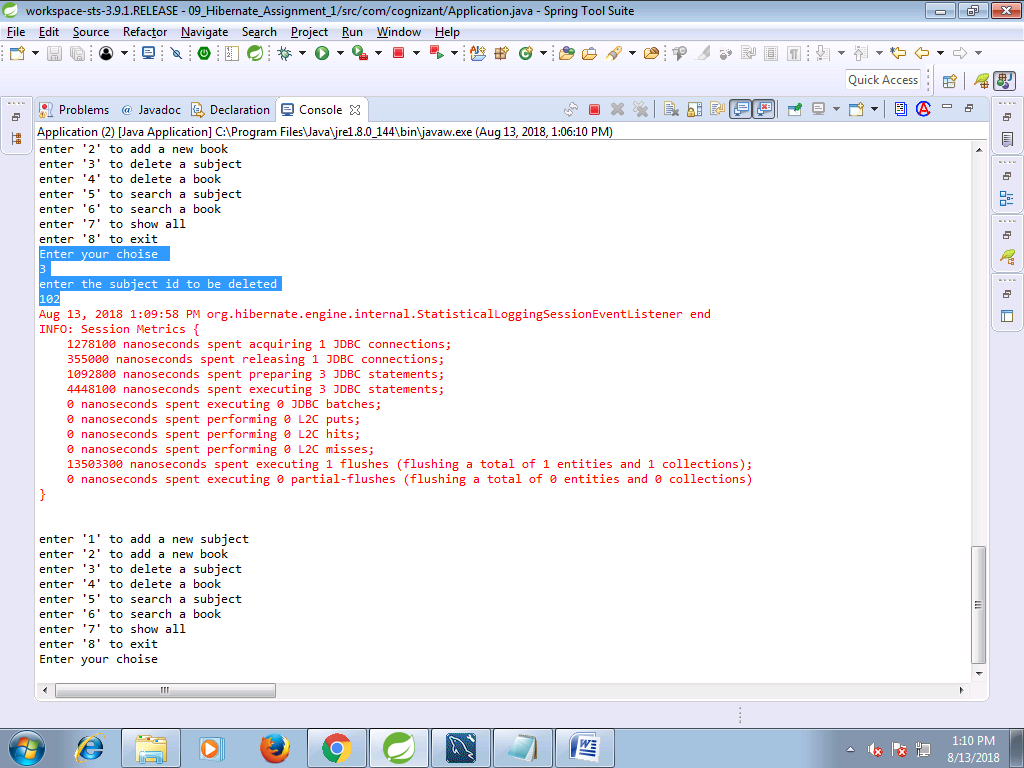 workspace-sts-3.9.1.RELEASE - 09_Hibernate_Assignment_1/src/com/cognizant/Application.java - Spring Tool Suite
File Edit Source Refactor Navigate Search Project Run Window Help
Quick Access
Problems @ Javadoc Declaration Console
Application (2) [Java Application] C:\Program Files\Java\jre1.8.0_144\bin\javaw.exe (Aug 13, 2018, 1:06:10 PM)
enter '2' to add a new book
enter '3' to delete a subject
enter '4' to delete a book
enter '5' to search a subject
enter '6' to search a book
enter '7' to show all
enter '8' to exit
Enter your choise
3
enter the subject id to be deleted
102
Aug 13, 2018 1:09:58 PM org.hibernate.engine.internal.StatisticalLoggingSessionEventListener end
INFO: Session Metrics {
    1278100 nanoseconds spent acquiring 1 JDBC connections;
    355000 nanoseconds spent releasing 1 JDBC connections;
    1092800 nanoseconds spent preparing 3 JDBC statements;
    4448100 nanoseconds spent executing 3 JDBC statements;
    0 nanoseconds spent executing 0 JDBC batches;
    0 nanoseconds spent performing 0 L2C puts;
    0 nanoseconds spent performing 0 L2C hits;
    0 nanoseconds spent performing 0 L2C misses;
    13503300 nanoseconds spent executing 1 flushes (flushing a total of 1 entities and 1 collections);
    0 nanoseconds spent executing 0 partial-flushes (flushing a total of 0 entities and 0 collections)
}
enter '1' to add a new subject
enter '2' to add a new book
enter '3' to delete a subject
enter '4' to delete a book
enter '5' to search a subject
enter '6' to search a book
enter '7' to show all
enter '8' to exit
Enter your choise
1:10 PM
8/13/2018